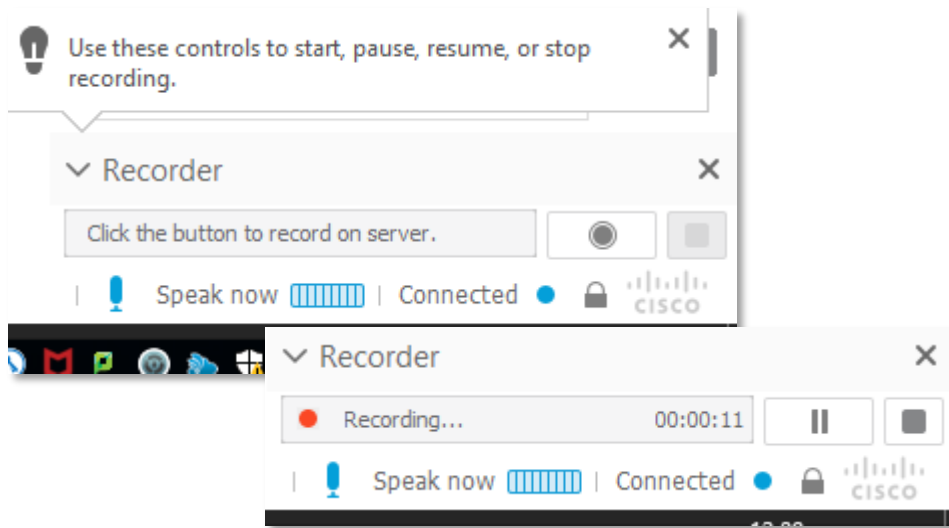 Use these controls to start, pause, resume, or stop
recording.
Recorder
Click the button to record on server.
Speak now | Connected
CISCO
Recorder
Recording... 00:00:11
Speak now | Connected
CISCO